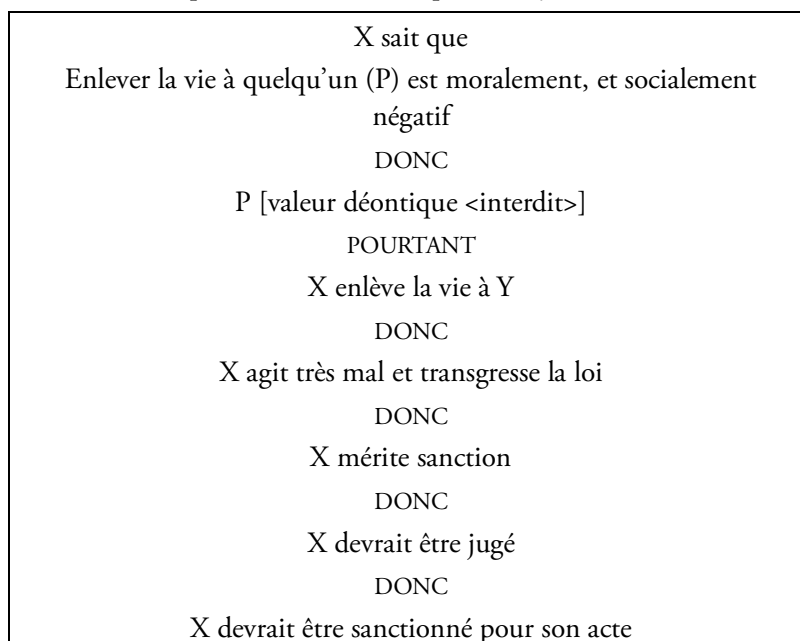 X sait que
Enlever la vie à quelqu’un (P) est moralement, et socialement
négatif
DONC
P [valeur déontique <interdit>]
POURTANT
X enlève la vie à Y
DONC
X agit très mal et transgresse la loi
DONC
X mérite sanction
DONC
X devrait être jugé
DONC
X devrait être sanctionné pour son acte